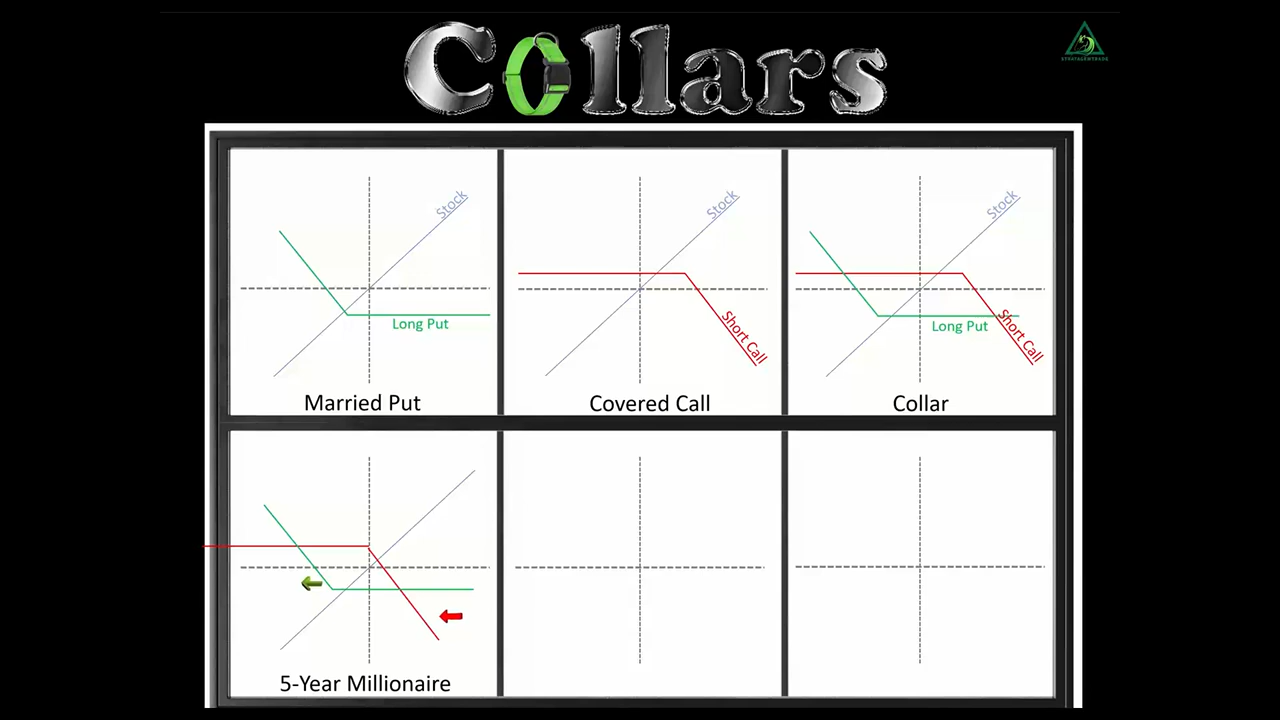 Collars
STRATAGEMTRADE
Stock
Long Put
Married Put
Stock
Short Call
Covered Call
Stock
Long Put
Short Call
Collar
5-Year Millionaire